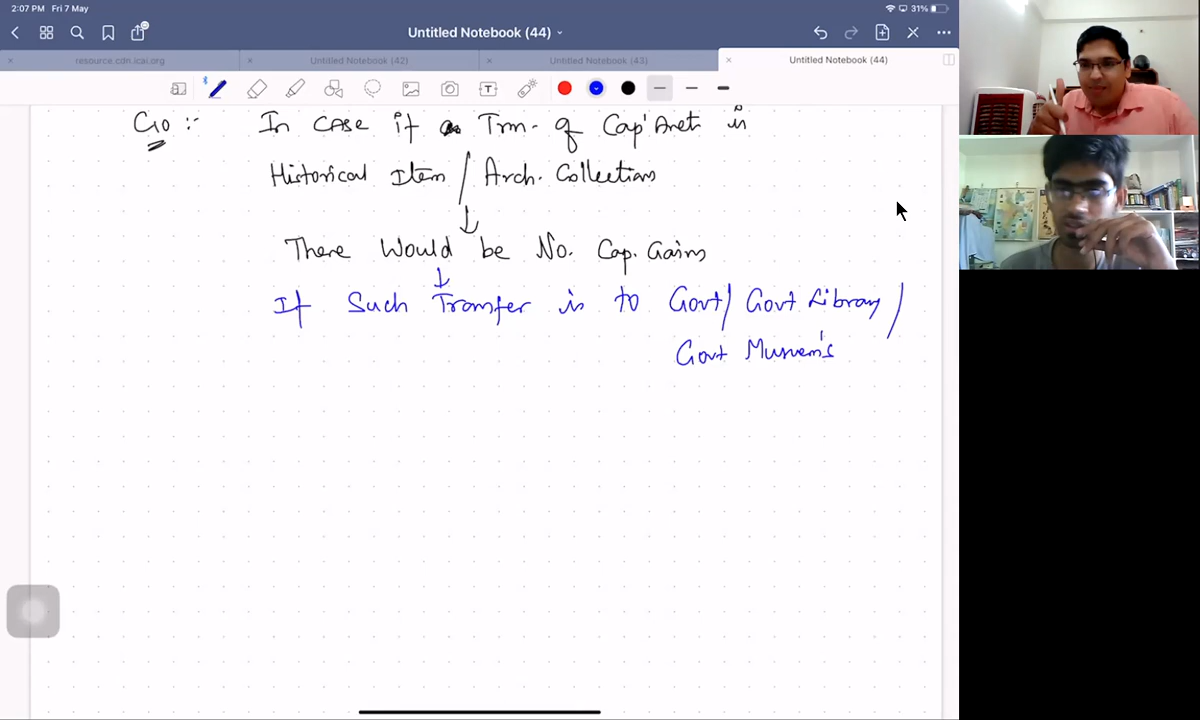 2:07 PM Fri 7 May
31%
Untitled Notebook (44)
resource.cdn.icai.org
Untitled Notebook (42)
Untitled Notebook (43)
Untitled Notebook (44)
In CASE if Trn. of Cap' Asset is
Historical Item / Arch. Collections
There Would be No. Cap. Gains
If Such Transfer is to Govt/ Govt Library/
Govt Museum's